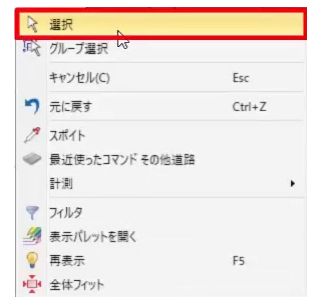 選択
グループ選択
キャンセル(C) Esc
元に戻す Ctrl+Z
スポイト
最近使ったコマンド その他道路
計測
フィルタ
表示パレットを開く
再表示 F5
全体フィット